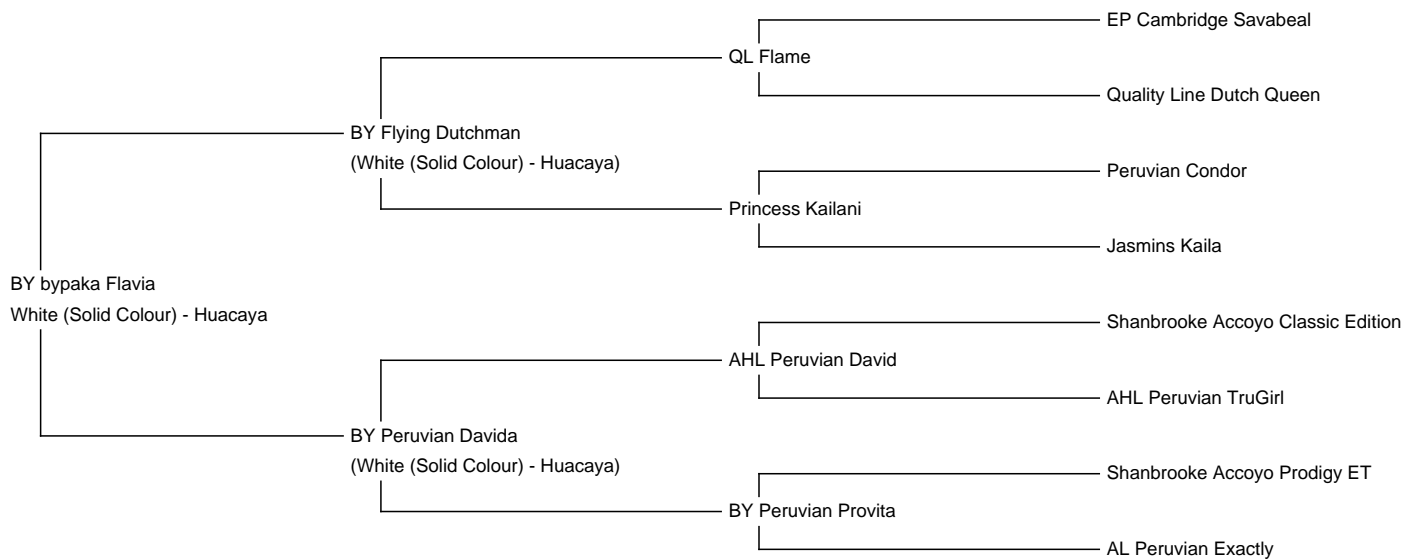 EP Cambridge Savabeal
QL Flame
Quality Line Dutch Queen
BY Flying Dutchman
(White (Solid Colour) - Huacaya)
Peruvian Condor
Princess Kailani
Jasmins Kaila
BY bypaka Flavia
White (Solid Colour) - Huacaya
Shanbrooke Accoyo Classic Edition
AHL Peruvian David
AHL Peruvian TruGirl
BY Peruvian Davida
(White (Solid Colour) - Huacaya)
Shanbrooke Accoyo Prodigy ET
BY Peruvian Provita
AL Peruvian Exactly